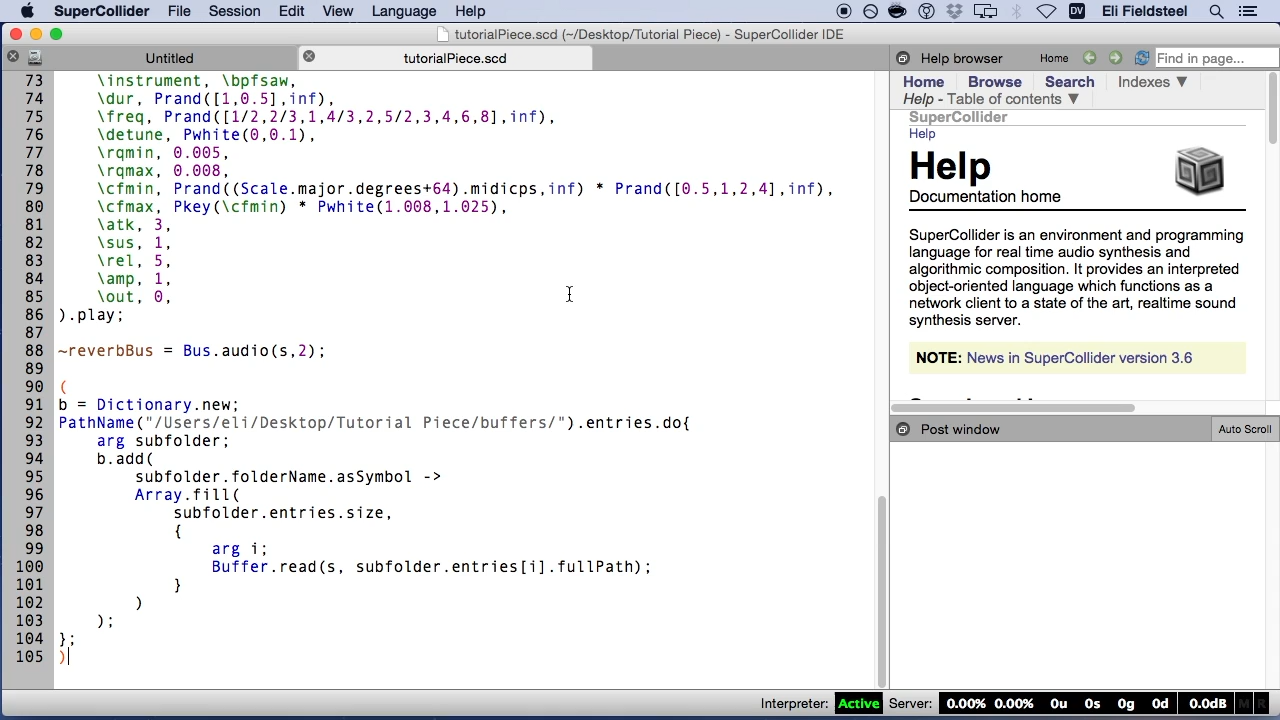 SuperCollider File Session Edit View Language Help DV Eli Fieldsteel
tutorialPiece.scd (~/Desktop/Tutorial Piece) - SuperCollider IDE
Untitled tutorialPiece.scd Help browser Home Find in page...
Home Browse Search Indexes ▼
Help - Table of contents ▼
SuperCollider
Help
Help
Documentation home
SuperCollider is an environment and programming
language for real time audio synthesis and
algorithmic composition. It provides an interpreted
object-oriented language which functions as a
network client to a state of the art, realtime sound
synthesis server.
NOTE: News in SuperCollider version 3.6
73 \instrument, \bpfsaw,
74 \dur, Prand([1,0.5],inf),
75 \freq, Prand([1/2,2/3,1,4/3,2,5/2,3,4,6,8],inf),
76 \detune, Pwhite(0,0.1),
77 \rqmin, 0.005,
78 \rqmax, 0.008,
79 \cfmin, Prand((Scale.major.degrees+64).midicps,inf) * Prand([0.5,1,2,4],inf),
80 \cfmax, Pkey(\cfmin) * Pwhite(1.008,1.025),
81 \atk, 3,
82 \sus, 1,
83 \rel, 5,
84 \amp, 1,
85 \out, 0,
86 ).play;
87
88 ~reverbBus = Bus.audio(s,2);
89
90 (
91 b = Dictionary.new;
92 PathName("/Users/eli/Desktop/Tutorial Piece/buffers/").entries.do{
93 arg subfolder;
94 b.add(
95 subfolder.folderName.asSymbol ->
96 Array.fill(
97 subfolder.entries.size,
98 {
99 arg i;
100 Buffer.read(s, subfolder.entries[i].fullPath);
101 }
102 )
103 );
104 };
105 )
Post window Auto Scroll
Interpreter: Active Server: 0.00% 0.00% 0u 0s 0g 0d 0.0dB M R